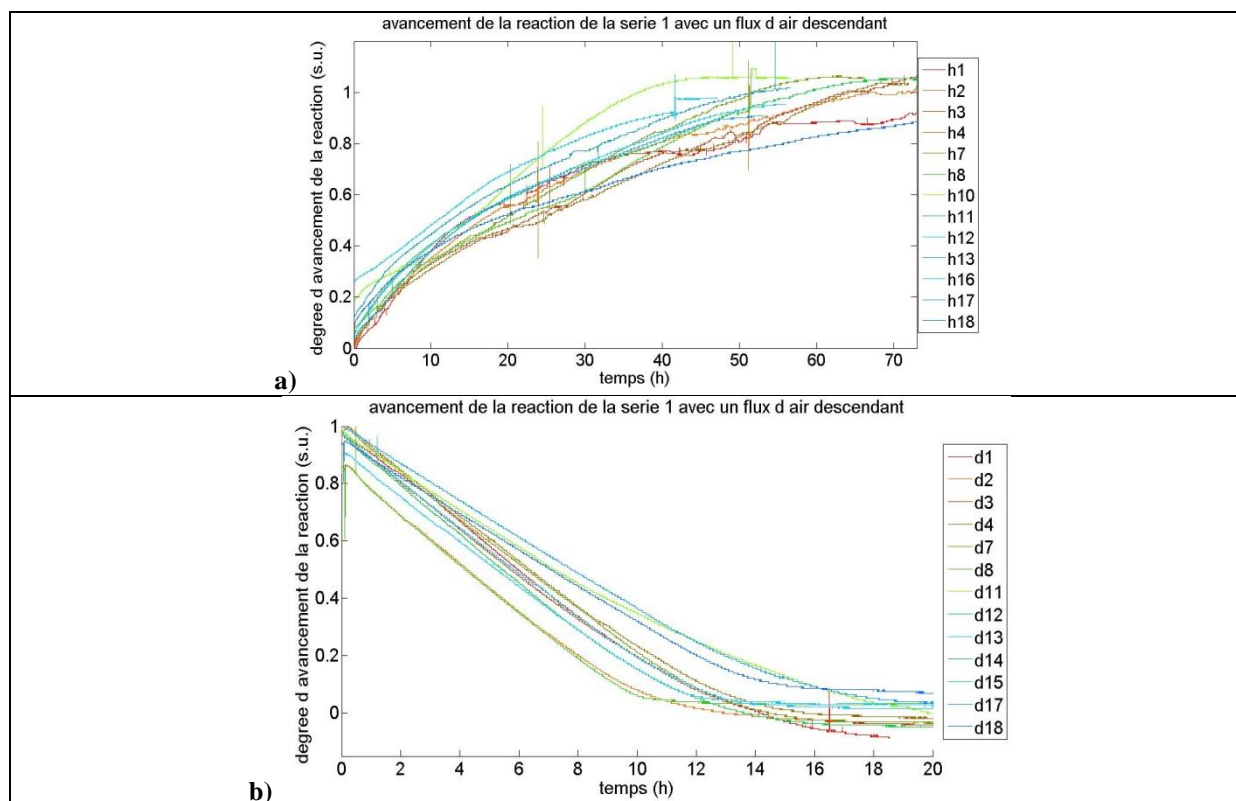 avancement de la reaction de la serie 1 avec un flux d air descendant
degree d avancement de la reaction (s.u.)
1
0.8
0.6
0.4
0.2
0
0 10 20 30 40 50 60 70
temps (h)
h1
h2
h3
h4
h7
h8
h10
h11
h12
h13
h16
h17
h18
a)
avancement de la reaction de la serie 1 avec un flux d air descendant
degree d avancement de la reaction (s.u.)
1
0.8
0.6
0.4
0.2
0
0 2 4 6 8 10 12 14 16 18 20
temps (h)
d1
d2
d3
d4
d7
d8
d11
d12
d13
d14
d15
d17
d18
b)